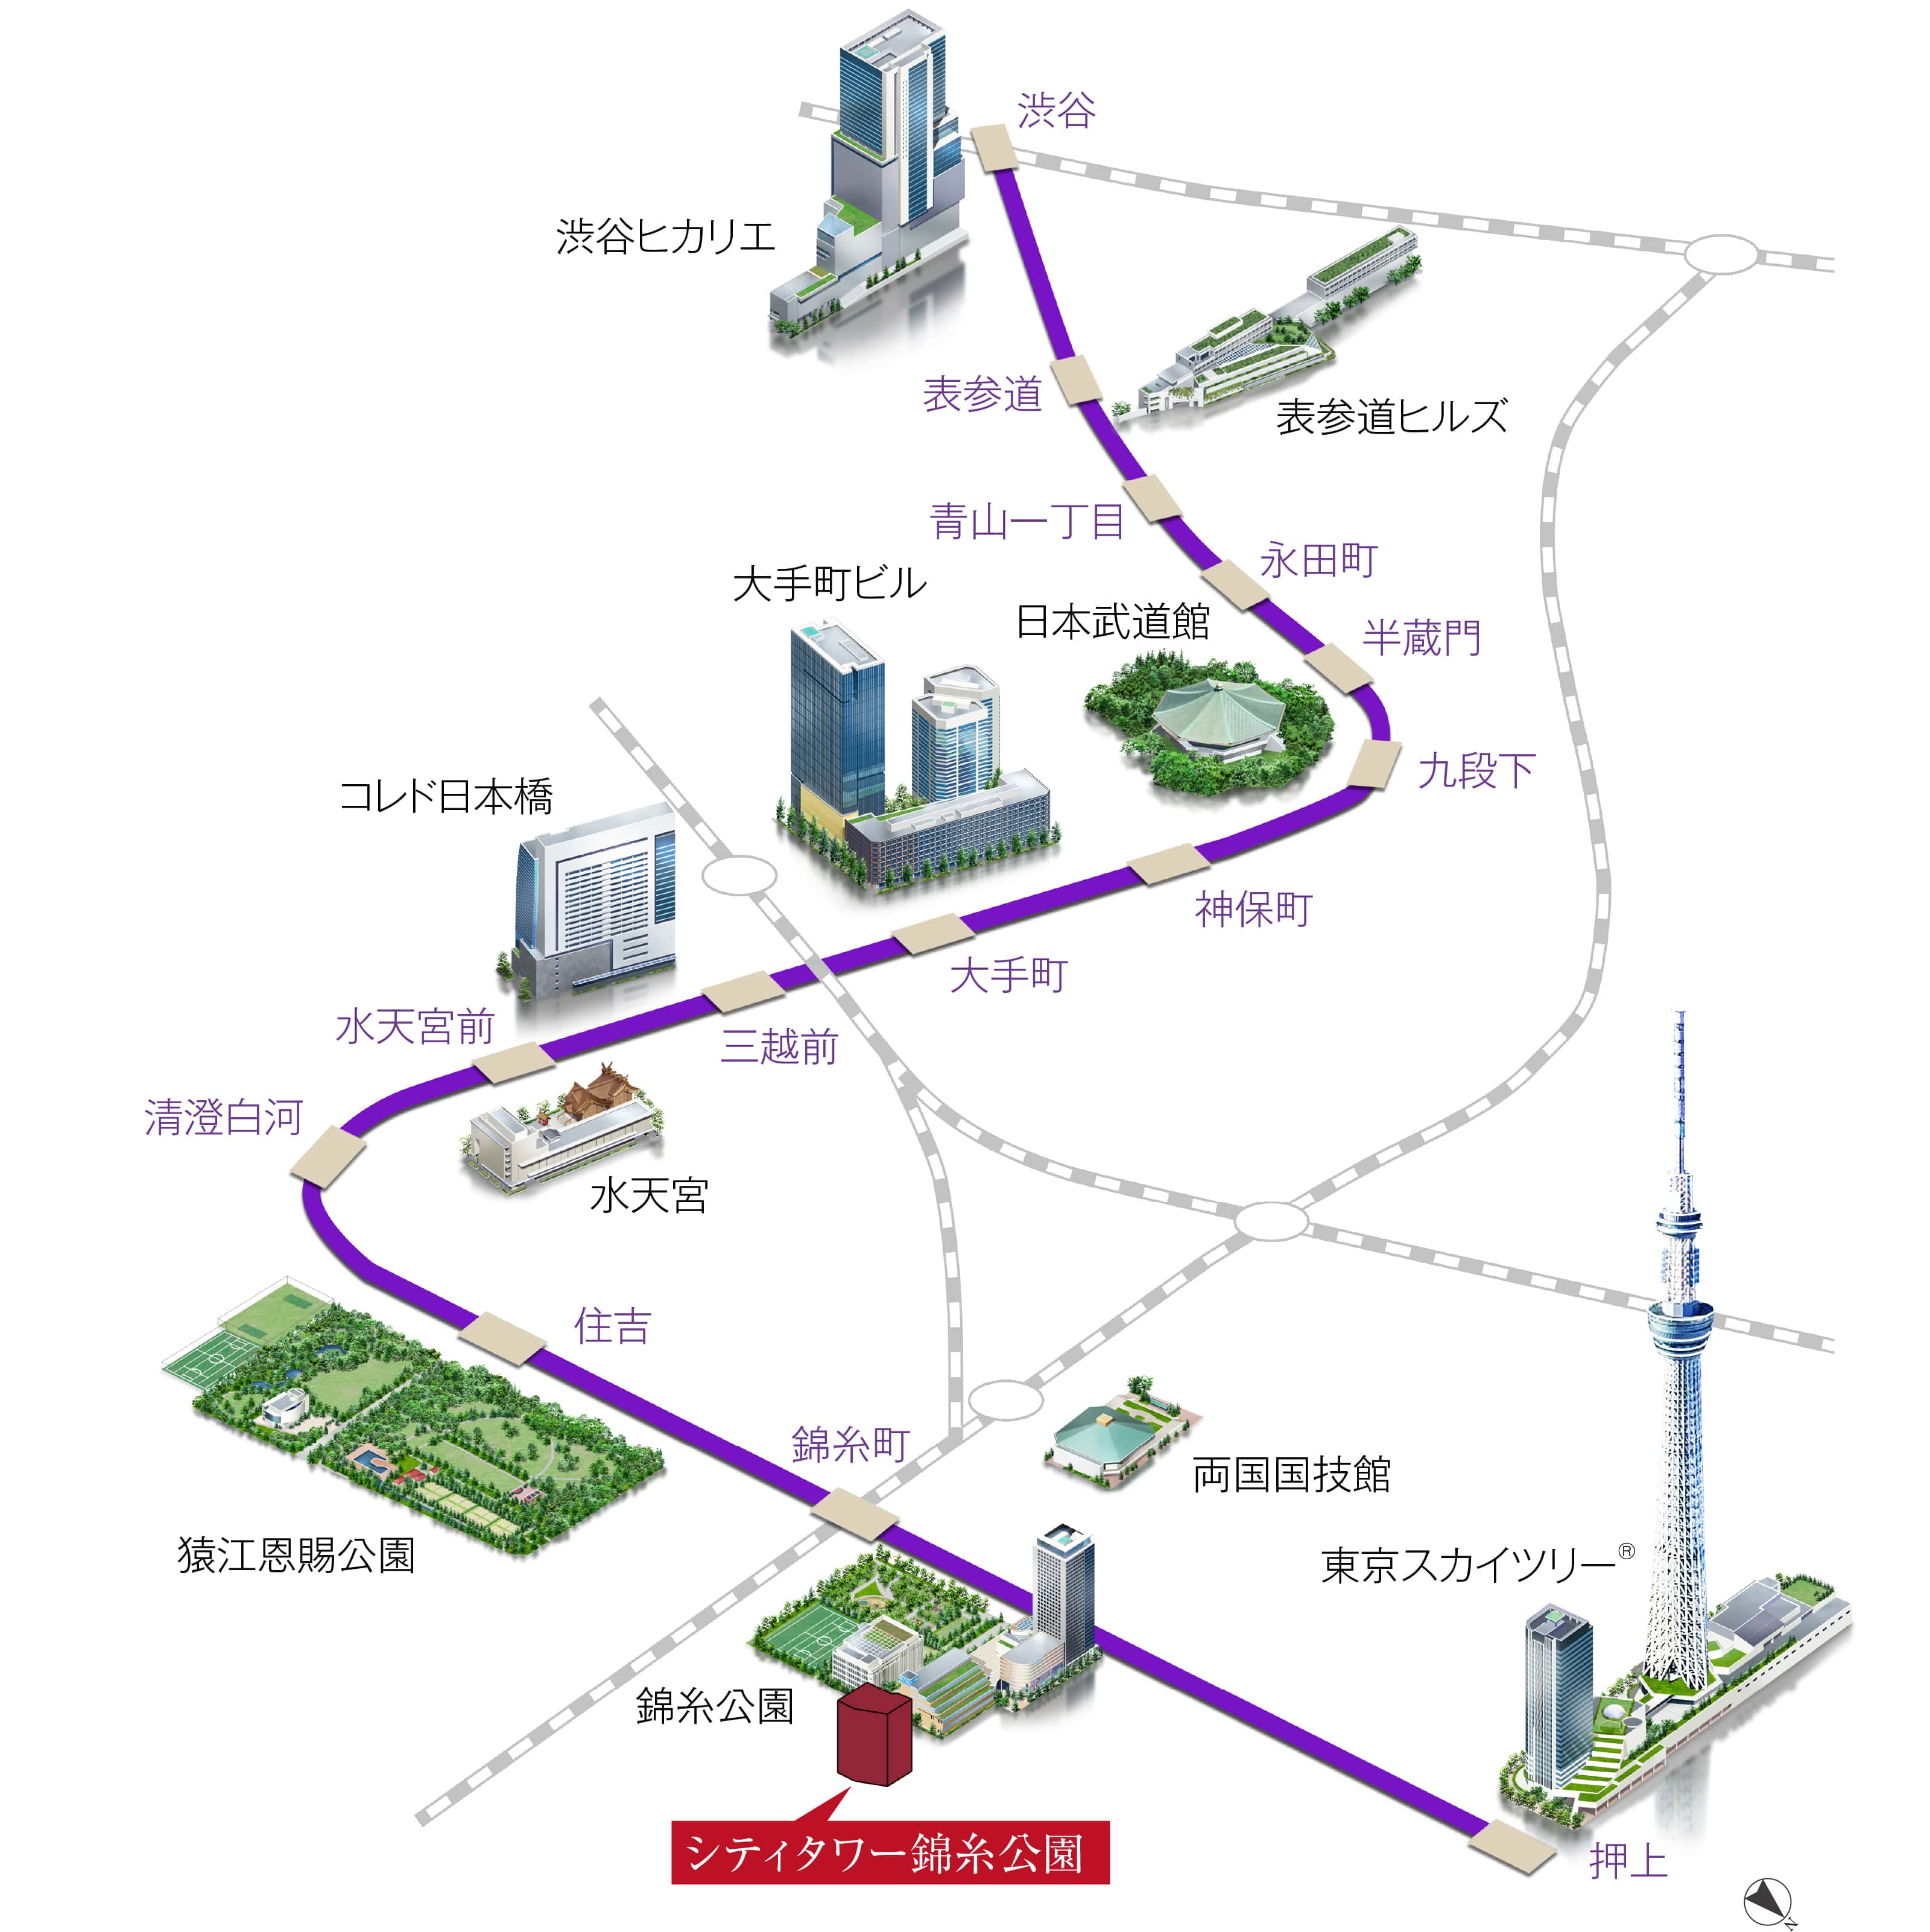 渋谷
渋谷ヒカリエ
表参道
表参道ヒルズ
青山一丁目
永田町
大手町ビル
日本武道館
半蔵門
九段下
コレド日本橋
神保町
大手町
水天宮前
三越前
清澄白河
水天宮
住吉
錦糸町
両国国技館
猿江恩賜公園
東京スカイツリー®
錦糸公園
シティタワー錦糸公園
押上
N